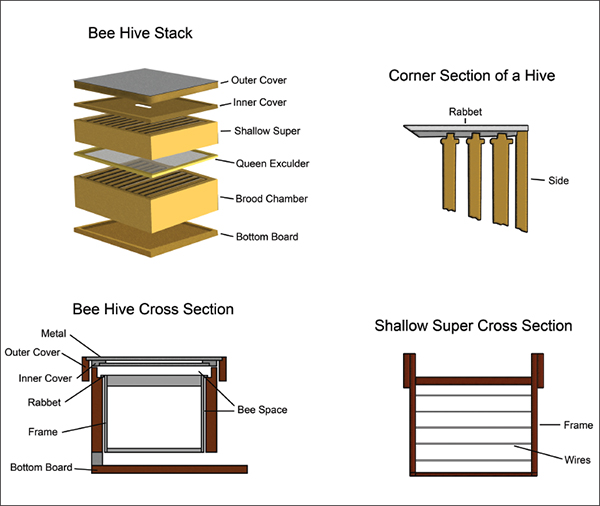 Bee Hive Stack
Outer Cover
Inner Cover
Shallow Super
Queen Exculder
Brood Chamber
Bottom Board
Corner Section of a Hive
Rabbet
Side
Bee Hive Cross Section
Metal
Outer Cover
Inner Cover
Rabbet
Bee Space
Frame
Bottom Board
Shallow Super Cross Section
Frame
Wires